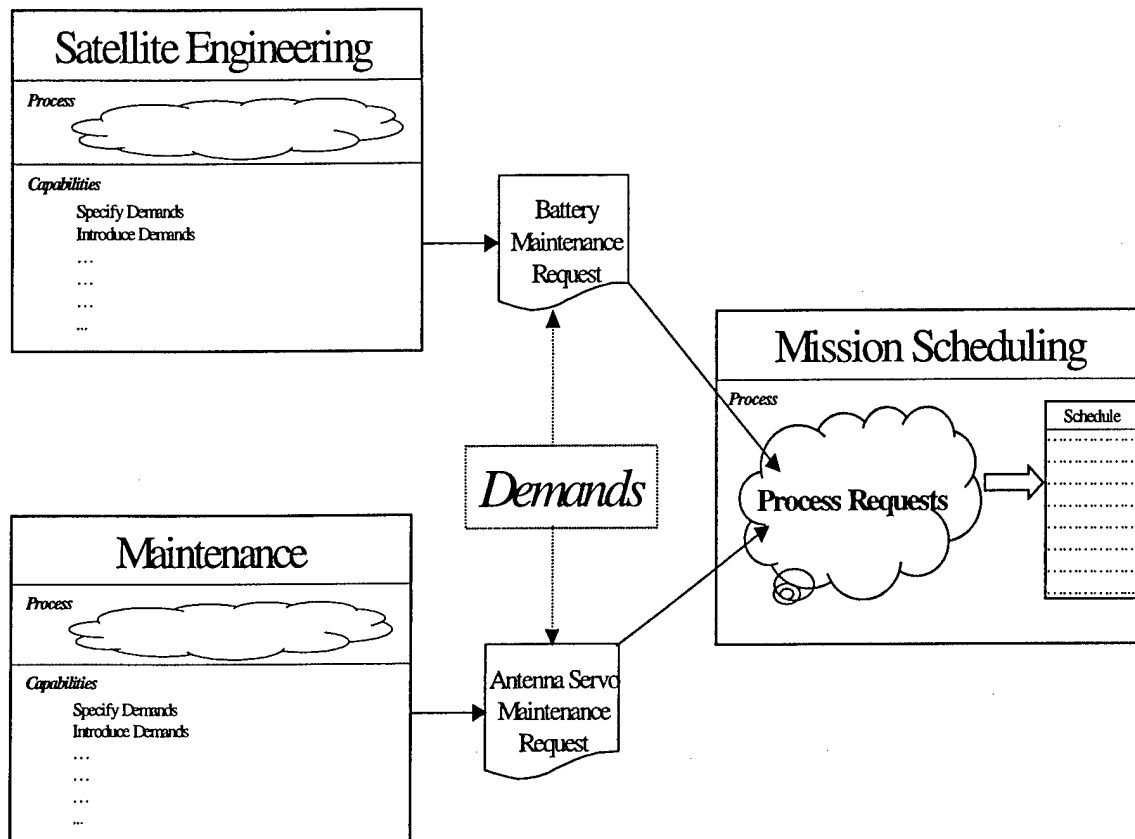 Satellite Engineering
Process
Capabilities
Specify Demands
Introduce Demands
...
...
...
...
Battery
Maintenance
Request
Demands
Maintenance
Process
Capabilities
Specify Demands
Introduce Demands
...
...
...
...
Antenna Servo
Maintenance
Request
Mission Scheduling
Process
Process Requests
Schedule